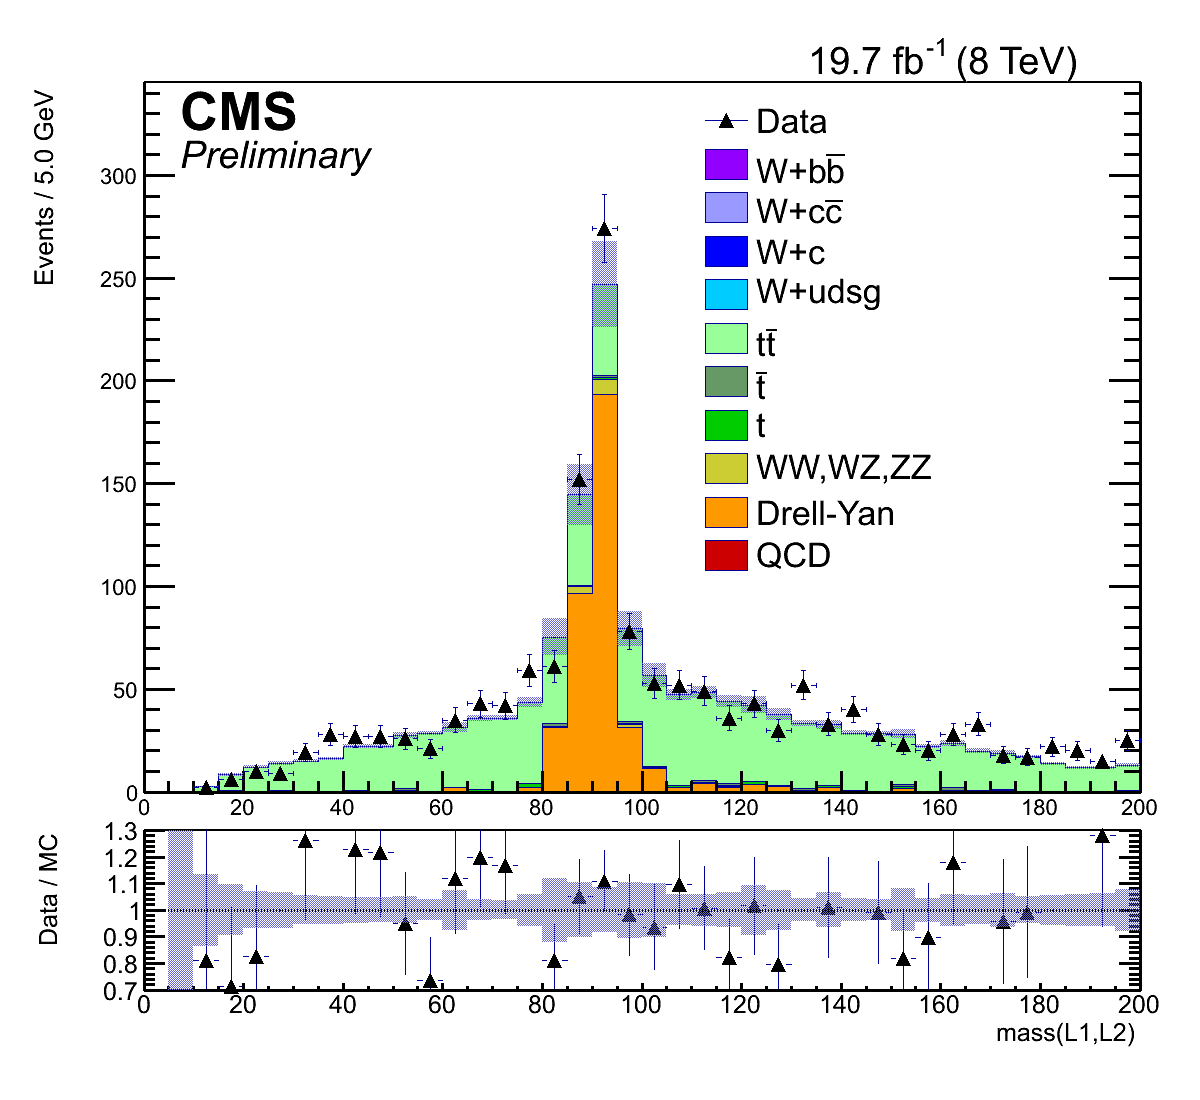 19.7 fb⁻¹ (8 TeV)
CMS
Preliminary
Events / 5.0 GeV
300
250
200
150
100
50
0
0 20 40 60 80 100 120 140 160 180 200
Data
W+bb̅
W+cc̅
W+c
W+udsg
tt̅
t̅
t
WW,WZ,ZZ
Drell-Yan
QCD
Data / MC
1.3
1.2
1.1
1
0.9
0.8
0.7
0 20 40 60 80 100 120 140 160 180 200
mass(L1,L2)